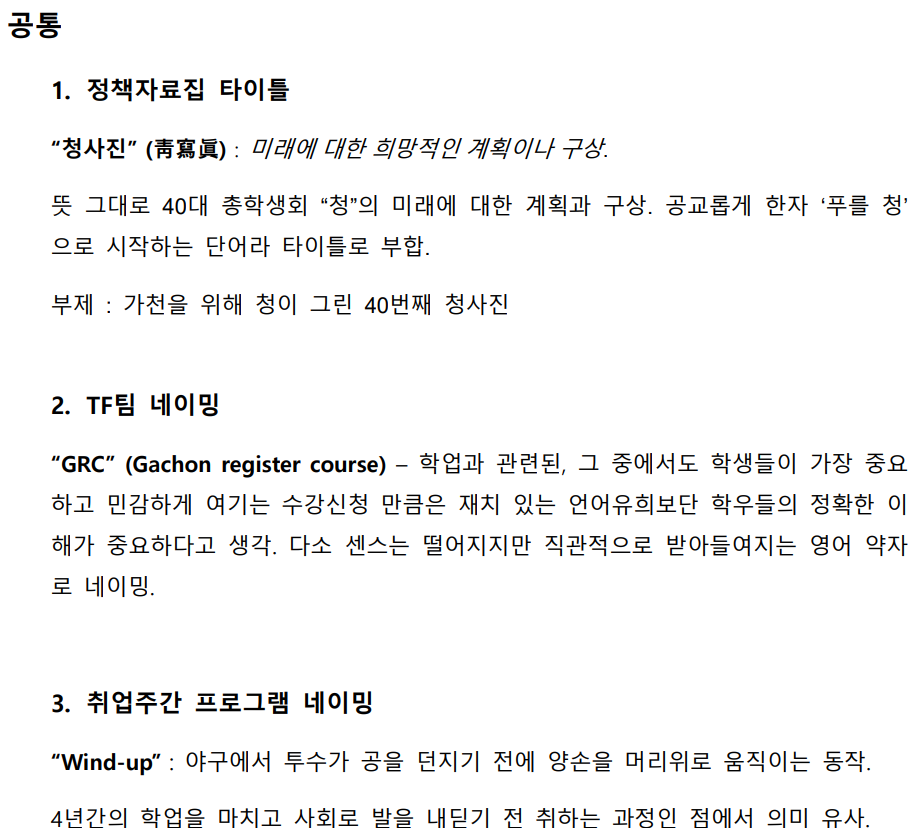 공통
1. 정책자료집 타이틀
“청사진” (靑寫眞) : 미래에 대한 희망적인 계획이나 구상.
뜻 그대로 40대 총학생회 “청”의 미래에 대한 계획과 구상. 공교롭게 한자 ‘푸를 청’
으로 시작하는 단어라 타이틀로 부합.
부제 : 가천을 위해 청이 그린 40번째 청사진
2. TF팀 네이밍
“GRC” (Gachon register course) – 학업과 관련된, 그 중에서도 학생들이 가장 중요
하고 민감하게 여기는 수강신청 만큼은 재치 있는 언어유희보단 학우들의 정확한 이
해가 중요하다고 생각. 다소 센스는 떨어지지만 직관적으로 받아들여지는 영어 약자
로 네이밍.
3. 취업주간 프로그램 네이밍
“Wind-up” : 야구에서 투수가 공을 던지기 전에 양손을 머리위로 움직이는 동작.
4년간의 학업을 마치고 사회로 발을 내딛기 전 취하는 과정인 점에서 의미 유사.